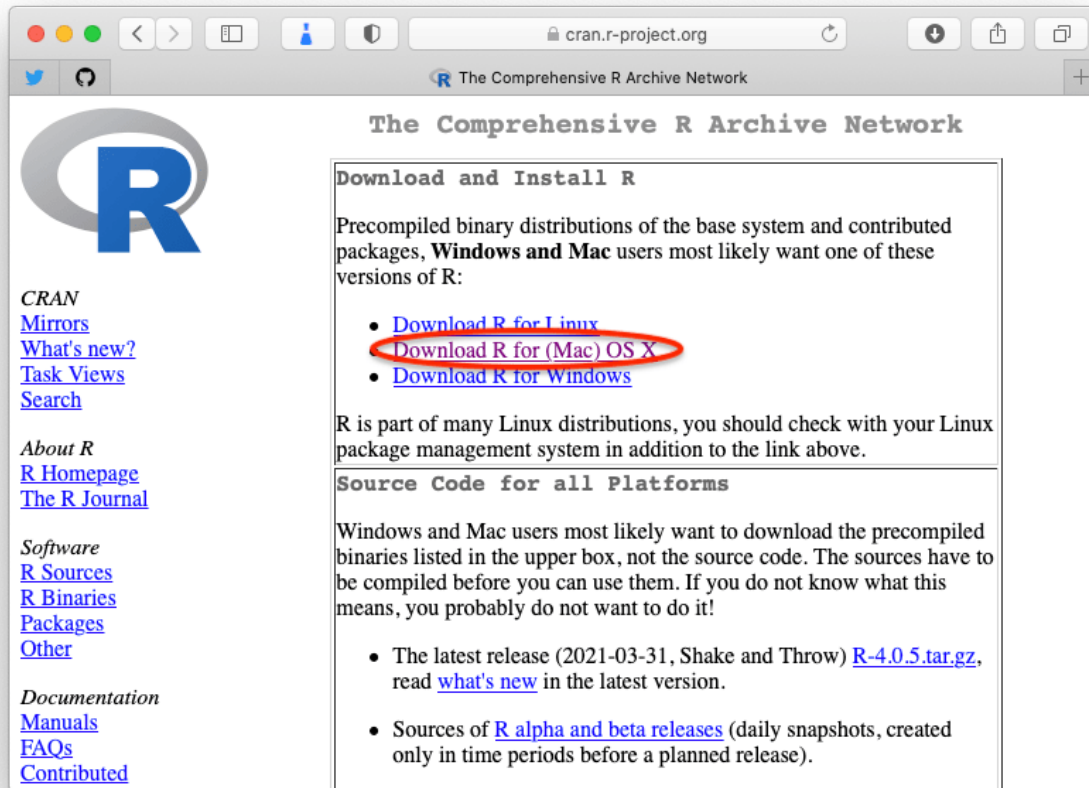 cran.r-project.org
The Comprehensive R Archive Network
The Comprehensive R Archive Network
R
CRAN
Mirrors
What's new?
Task Views
Search
About R
R Homepage
The R Journal
Software
R Sources
R Binaries
Packages
Other
Documentation
Manuals
FAQs
Contributed
Download and Install R
Precompiled binary distributions of the base system and contributed
packages, Windows and Mac users most likely want one of these
versions of R:
• Download R for Linux
• Download R for (Mac) OS X
• Download R for Windows
R is part of many Linux distributions, you should check with your Linux
package management system in addition to the link above.
Source Code for all Platforms
Windows and Mac users most likely want to download the precompiled
binaries listed in the upper box, not the source code. The sources have to
be compiled before you can use them. If you do not know what this
means, you probably do not want to do it!
• The latest release (2021-03-31, Shake and Throw) R-4.0.5.tar.gz,
read what's new in the latest version.
• Sources of R alpha and beta releases (daily snapshots, created
only in time periods before a planned release).